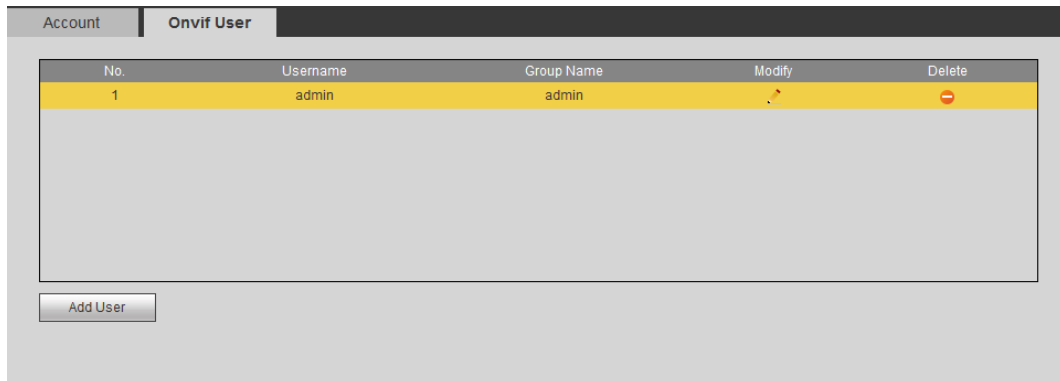 Account Onvif User
No. Username Group Name Modify Delete
1 admin admin
Add User